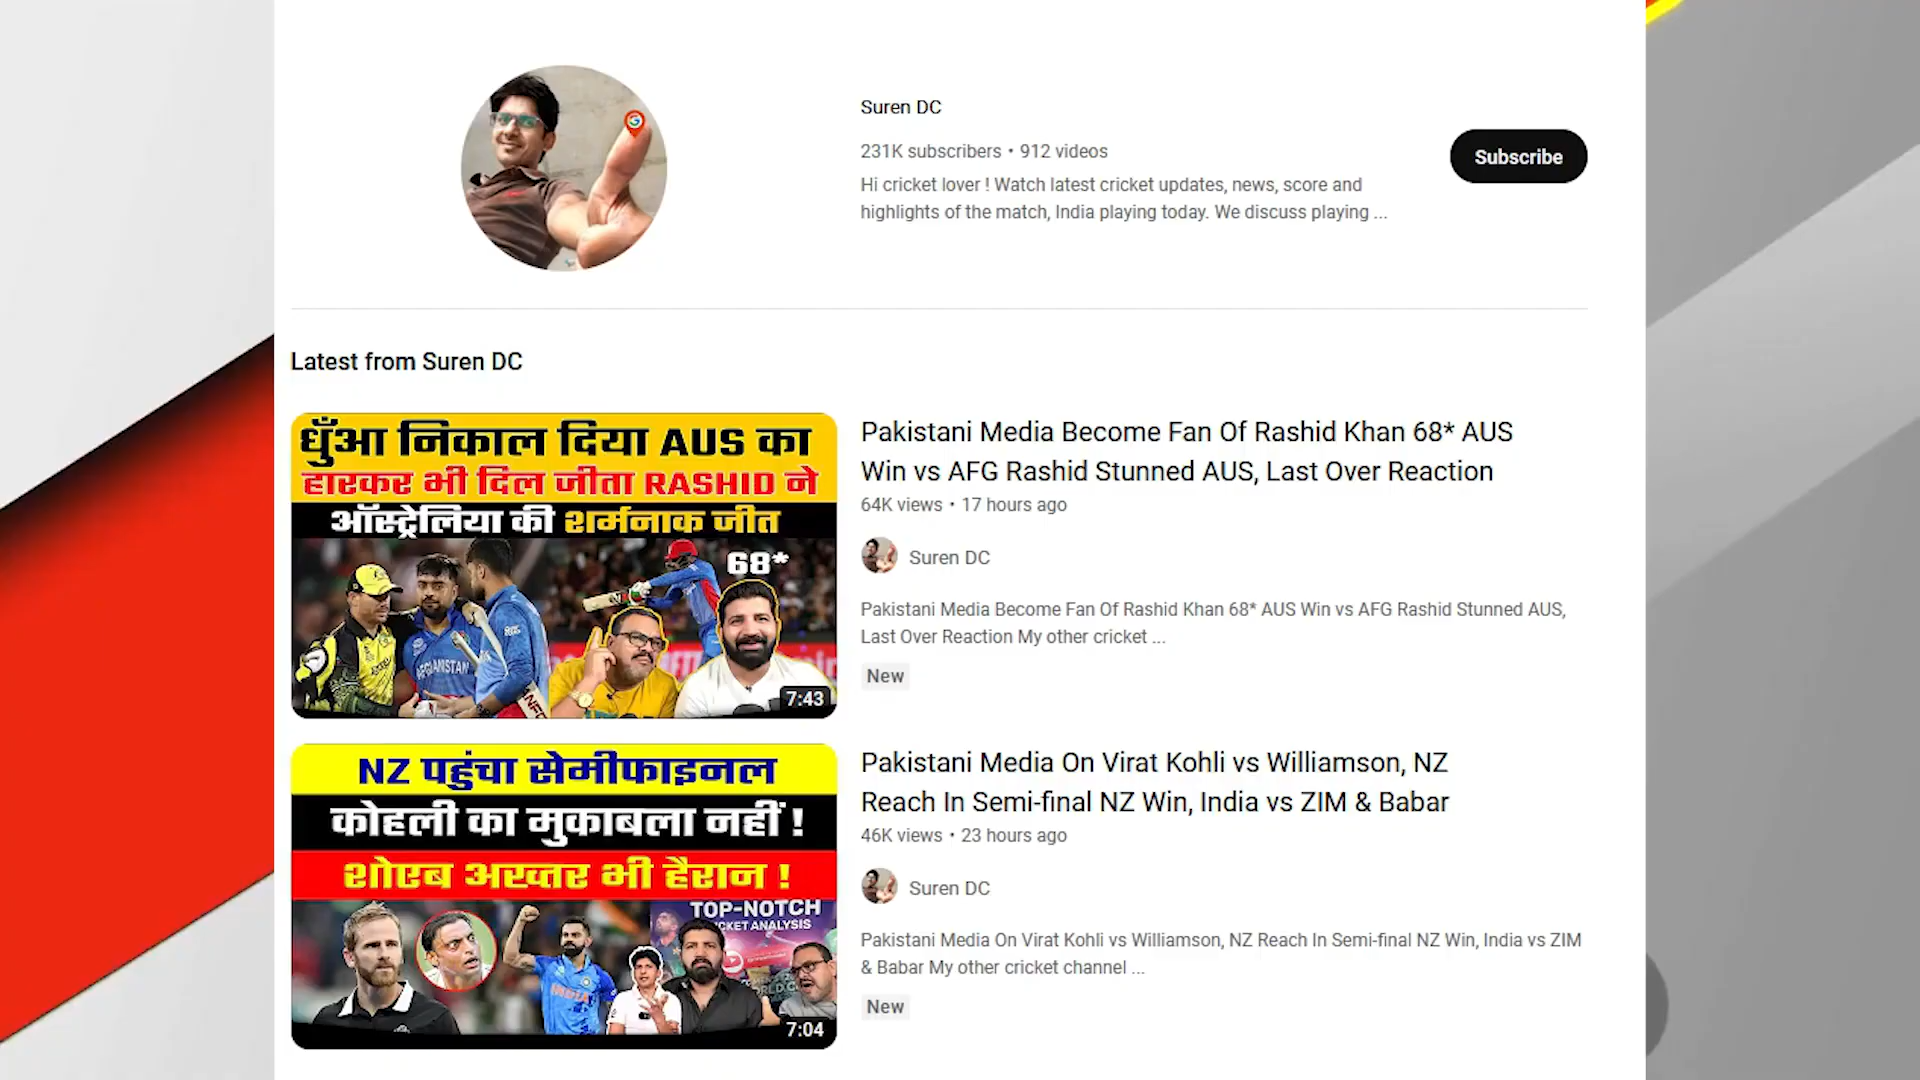 Suren DC
231K subscribers • 912 videos
Subscribe
Hi cricket lover ! Watch latest cricket updates, news, score and
highlights of the match, India playing today. We discuss playing ...
Latest from Suren DC
धुँआ निकाल दिया AUS का
हारकर भी दिल जीता RASHID ने
ऑस्ट्रेलिया की शर्मनाक जीत
68*
AFGHANISTAN
7:43
Pakistani Media Become Fan Of Rashid Khan 68* AUS
Win vs AFG Rashid Stunned AUS, Last Over Reaction
64K views • 17 hours ago
Suren DC
Pakistani Media Become Fan Of Rashid Khan 68* AUS Win vs AFG Rashid Stunned AUS,
Last Over Reaction My other cricket ...
New
NZ पहुंचा सेमीफाइनल
कोहली का मुकाबला नहीं !
शोएब अख्तर भी हैरान !
TOP-NOTCH
CKET ANALYSIS
INDIA
7:04
Pakistani Media On Virat Kohli vs Williamson, NZ
Reach In Semi-final NZ Win, India vs ZIM & Babar
46K views • 23 hours ago
Suren DC
Pakistani Media On Virat Kohli vs Williamson, NZ Reach In Semi-final NZ Win, India vs ZIM
& Babar My other cricket channel ...
New